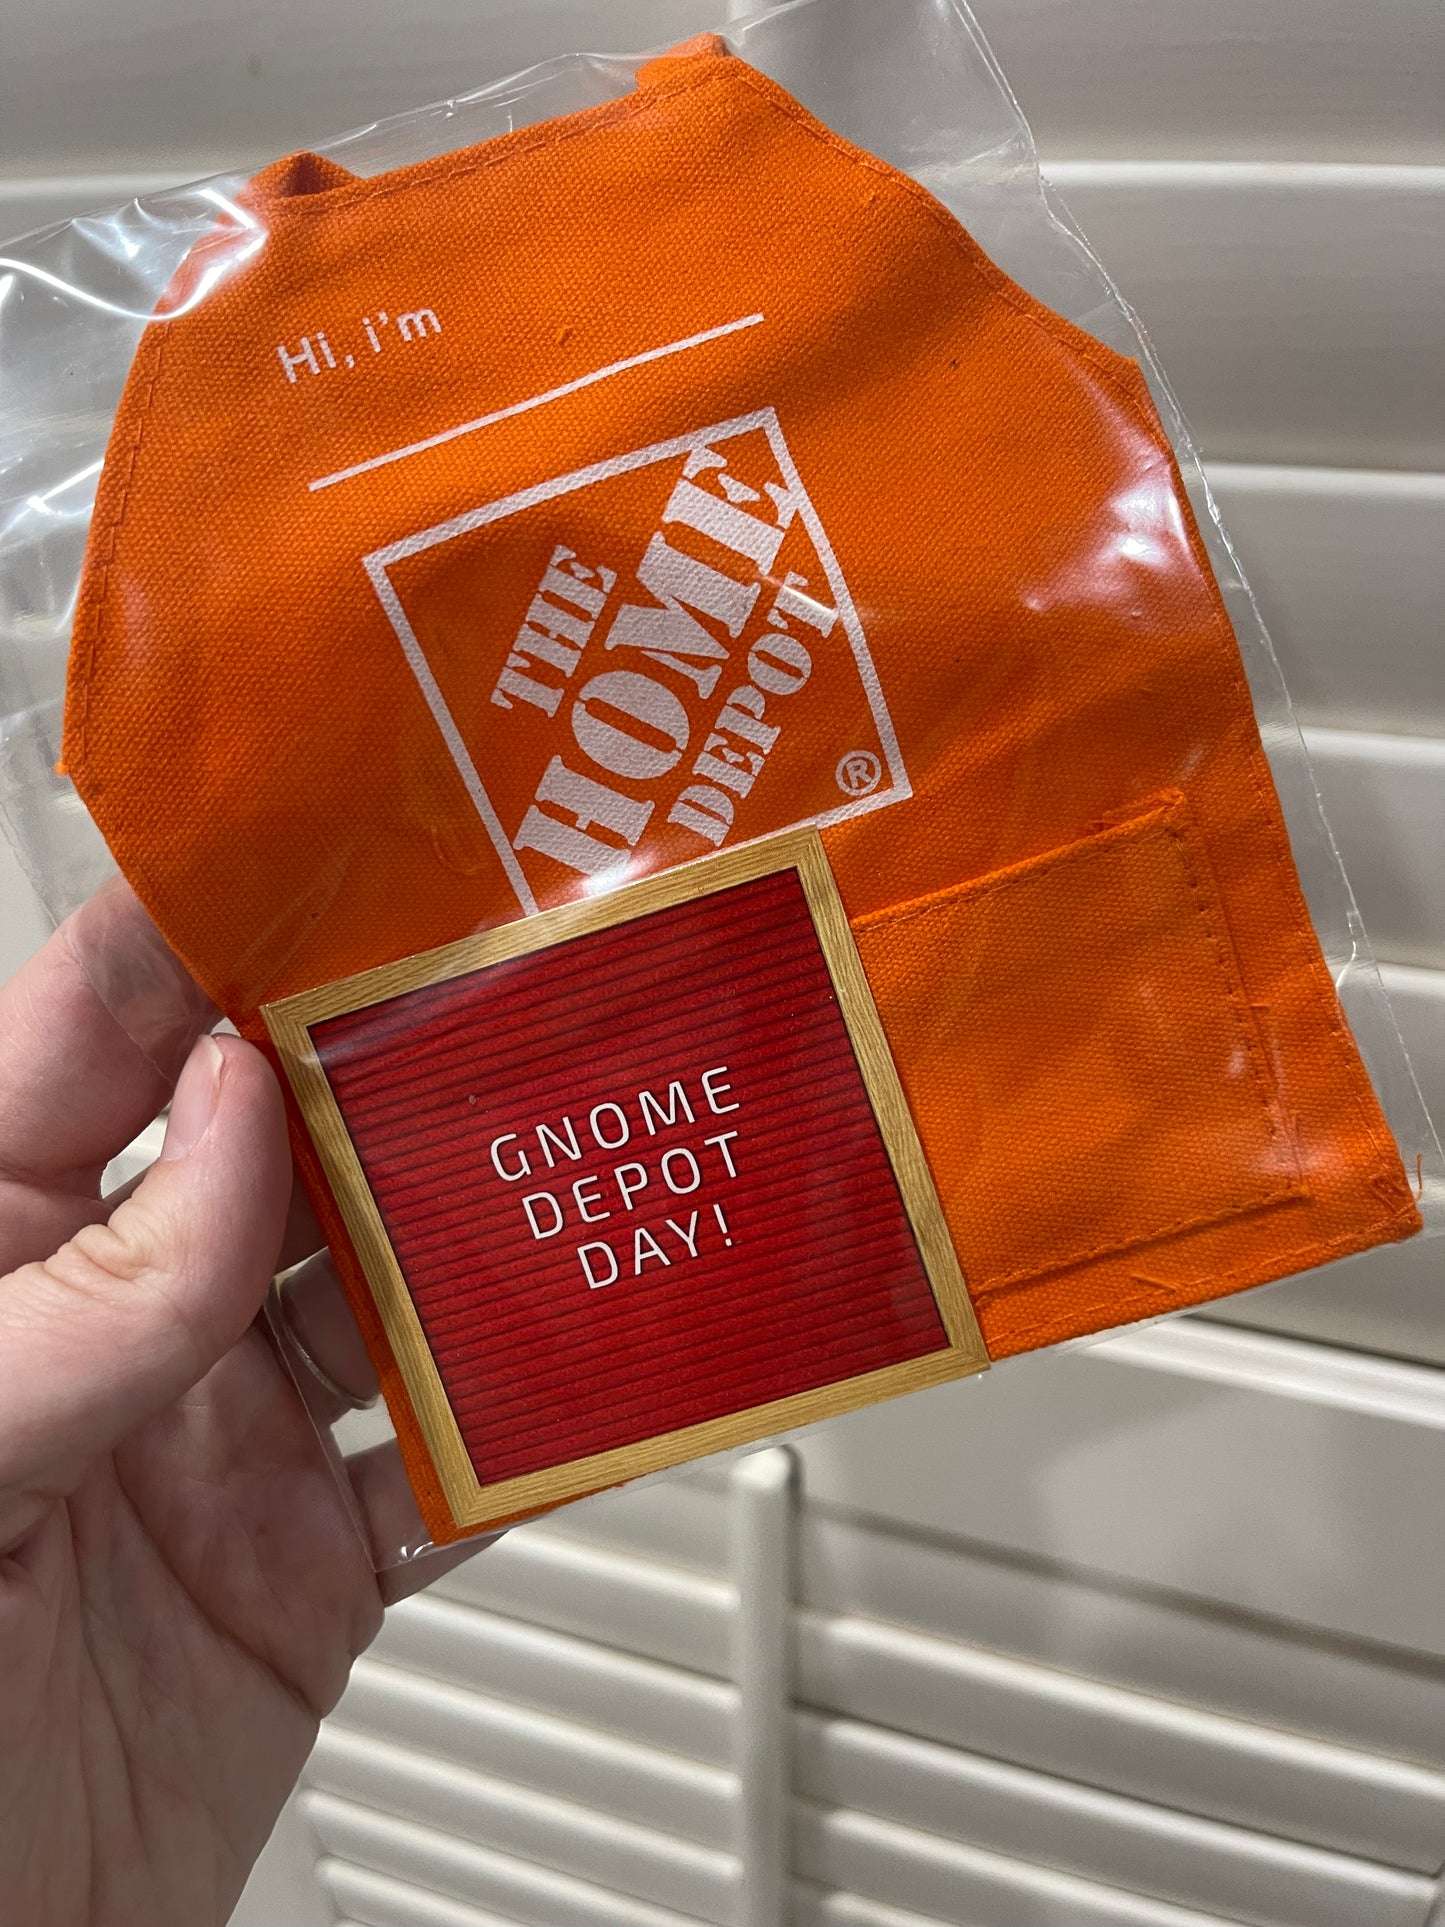 Hi, i'm
THE
HOME
DEPOT
®
GNOME
DEPOT
DAY!